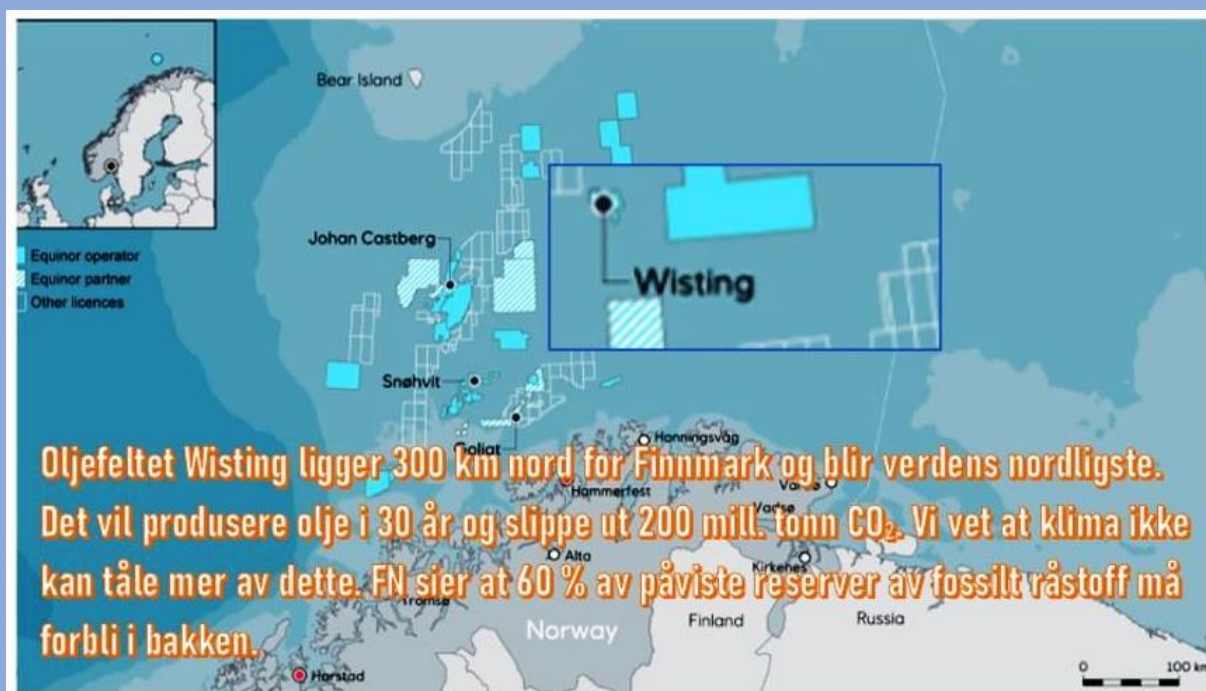 Bear Island
Johan Castberg
Equinor operator
Equinor partner
Other licences
Wisting
Snøhvit
Goliat
Honningsvåg
Oljefeltet Wisting ligger 300 km nord for Finnmark og blir verdens nordligste.
Hammerfest
Vardø
Det vil produsere olje i 30 år og slippe ut 200 mill. tonn CO₂. Vi vet at klima ikke
Vadsø
Alta
Kirkenes
kan tåle mer av dette. FN sier at 60 % av påviste reserver av fossilt råstoff må
Tromsø
forbli i bakken.
Norway
Finland
Russia
Harstad
0 100 km